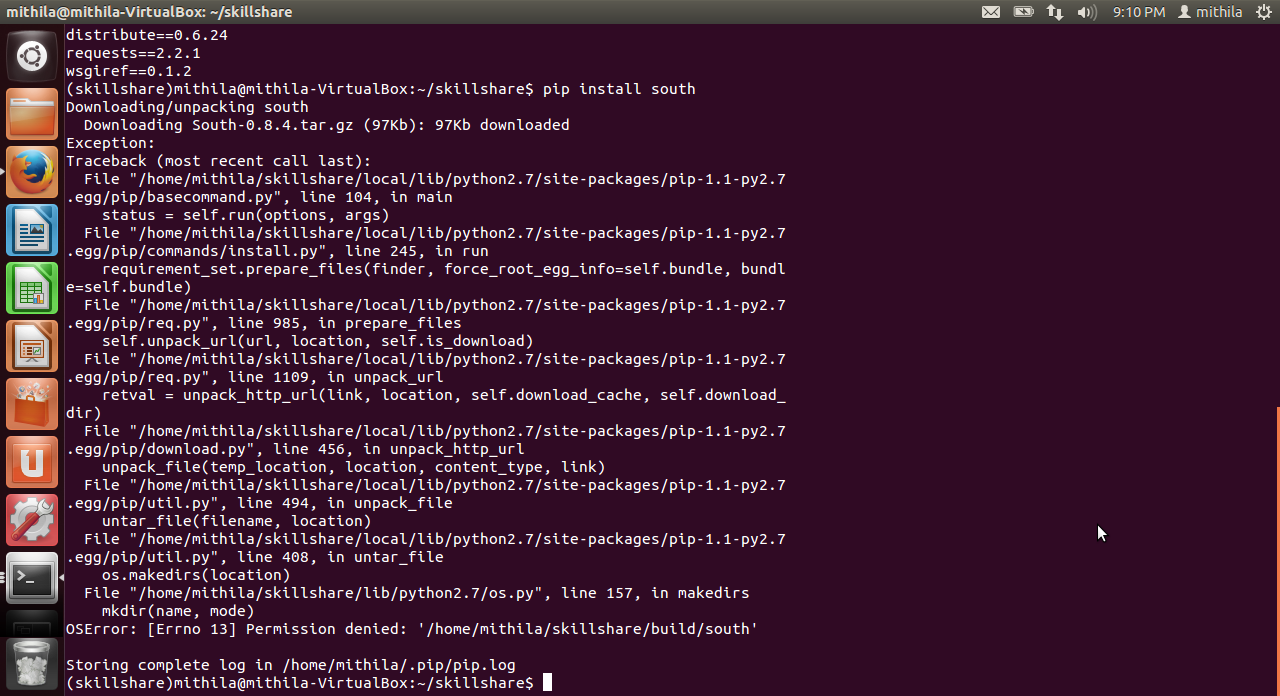 mithila@mithila-VirtualBox: ~/skillshare
9:10 PM
mithila
distribute==0.6.24
requests==2.2.1
wsgiref==0.1.2
(skillshare)mithila@mithila-VirtualBox:~/skillshare$ pip install south
Downloading/unpacking south
  Downloading South-0.8.4.tar.gz (97Kb): 97Kb downloaded
Exception:
Traceback (most recent call last):
  File "/home/mithila/skillshare/local/lib/python2.7/site-packages/pip-1.1-py2.7
.egg/pip/basecommand.py", line 104, in main
    status = self.run(options, args)
  File "/home/mithila/skillshare/local/lib/python2.7/site-packages/pip-1.1-py2.7
.egg/pip/commands/install.py", line 245, in run
    requirement_set.prepare_files(finder, force_root_egg_info=self.bundle, bundl
e=self.bundle)
  File "/home/mithila/skillshare/local/lib/python2.7/site-packages/pip-1.1-py2.7
.egg/pip/req.py", line 985, in prepare_files
    self.unpack_url(url, location, self.is_download)
  File "/home/mithila/skillshare/local/lib/python2.7/site-packages/pip-1.1-py2.7
.egg/pip/req.py", line 1109, in unpack_url
    retval = unpack_http_url(link, location, self.download_cache, self.download_
dir)
  File "/home/mithila/skillshare/local/lib/python2.7/site-packages/pip-1.1-py2.7
.egg/pip/download.py", line 456, in unpack_http_url
    unpack_file(temp_location, location, content_type, link)
  File "/home/mithila/skillshare/local/lib/python2.7/site-packages/pip-1.1-py2.7
.egg/pip/util.py", line 494, in unpack_file
    untar_file(filename, location)
  File "/home/mithila/skillshare/local/lib/python2.7/site-packages/pip-1.1-py2.7
.egg/pip/util.py", line 408, in untar_file
    os.makedirs(location)
  File "/home/mithila/skillshare/lib/python2.7/os.py", line 157, in makedirs
    mkdir(name, mode)
OSError: [Errno 13] Permission denied: '/home/mithila/skillshare/build/south'

Storing complete log in /home/mithila/.pip/pip.log
(skillshare)mithila@mithila-VirtualBox:~/skillshare$